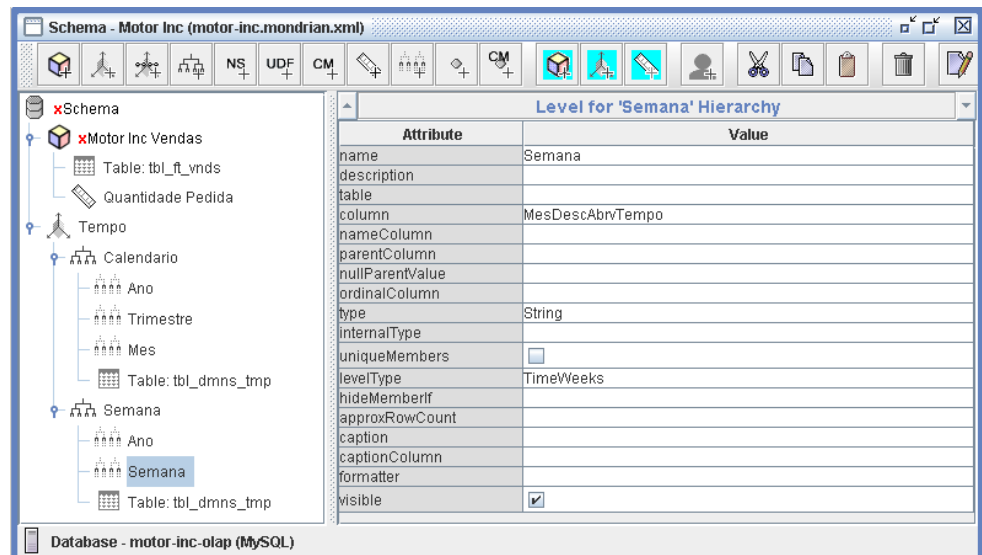 Schema - Motor Inc (motor-inc.mondrian.xml)
NS UDF CM CM
xSchema
xMotor Inc Vendas
Table: tbl_ft_vnds
Quantidade Pedida
Tempo
Calendario
Ano
Trimestre
Mes
Table: tbl_dmns_tmp
Semana
Ano
Semana
Table: tbl_dmns_tmp
Level for 'Semana' Hierarchy
Attribute Value
name Semana
description
table
column MesDescAbrvTempo
nameColumn
parentColumn
nullParentValue
ordinalColumn
type String
internalType
uniqueMembers
levelType TimeWeeks
hideMemberIf
approxRowCount
caption
captionColumn
formatter
visible
Database - motor-inc-olap (MySQL)